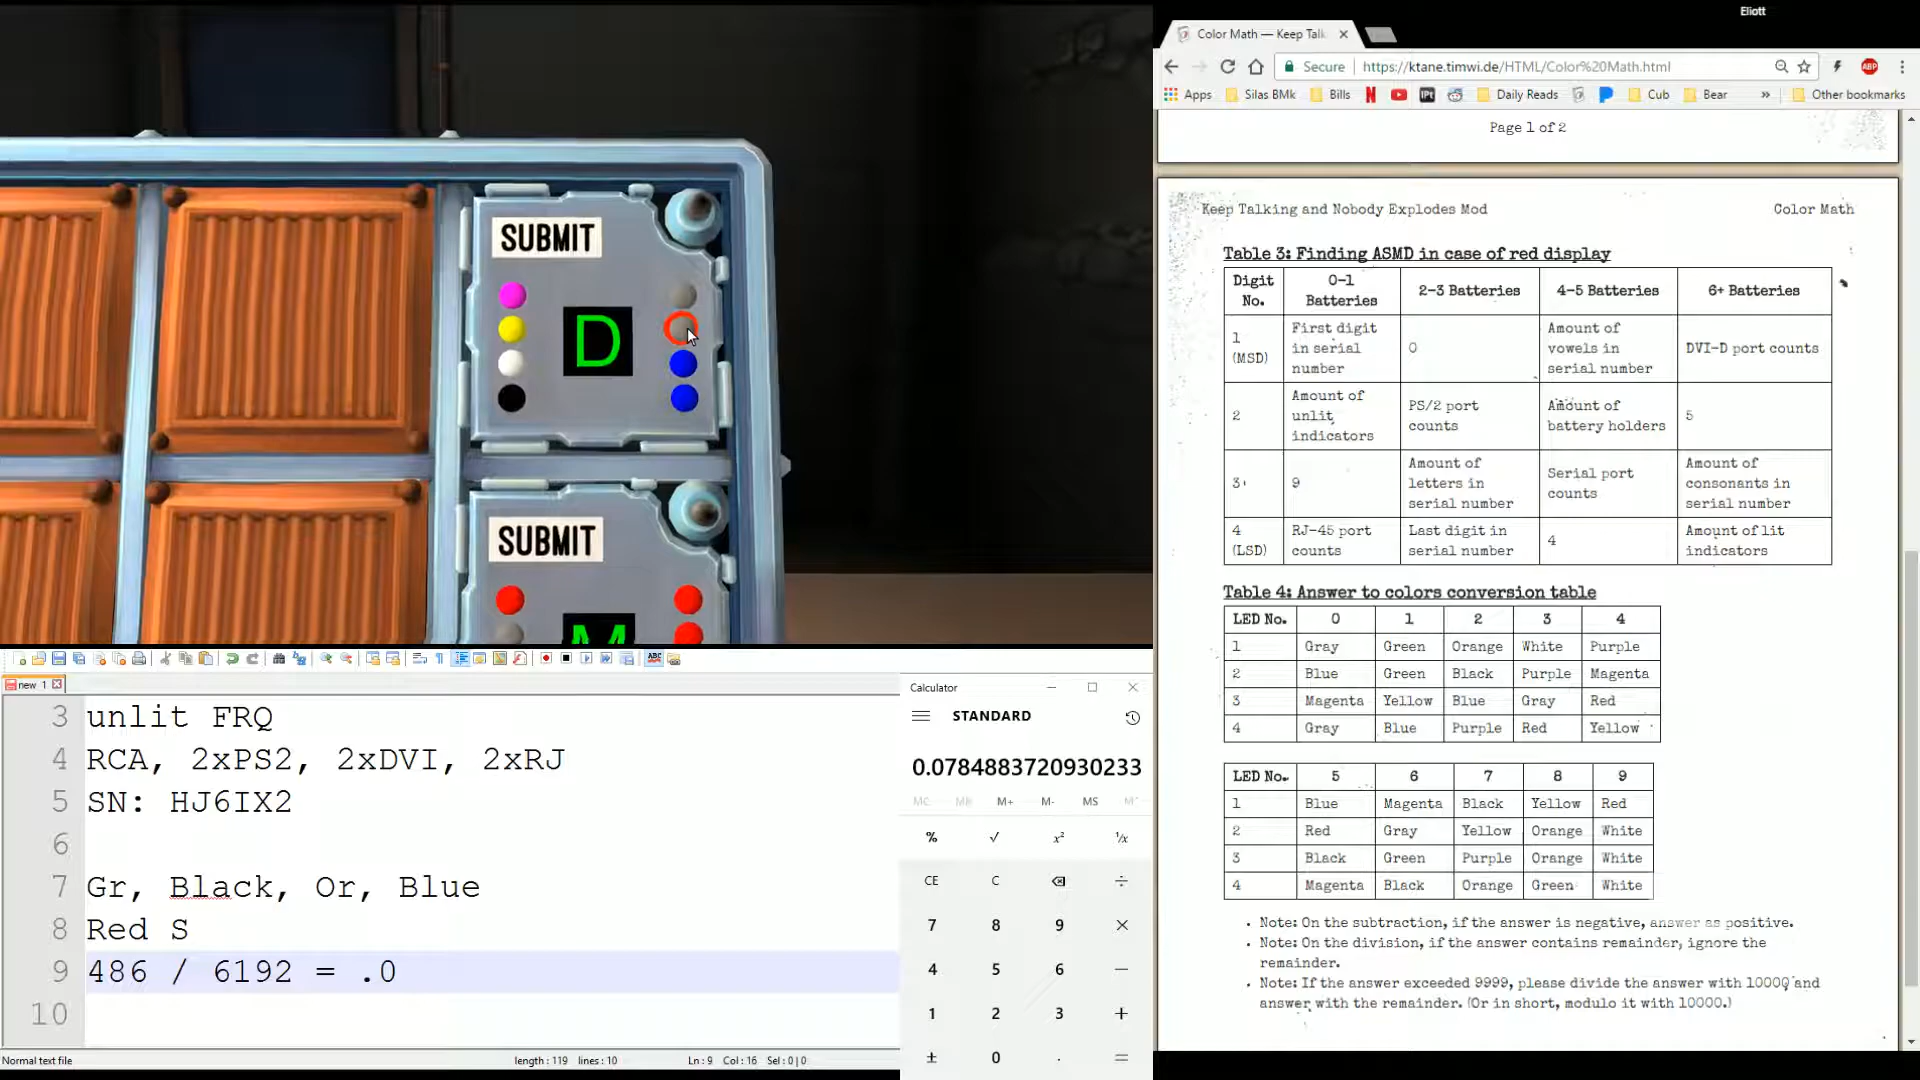 Eliott
Color Math — Keep Talk
Secure https://ktane.timwi.de/HTML/Color%20Math.html
Apps Silas BMk Bills Daily Reads Cub Bear » Other bookmarks
Page 1 of 2
Keep Talking and Nobody Explodes Mod Color Math
Table 3: Finding ASMD in case of red display
Digit No. 0-1 Batteries 2-3 Batteries 4-5 Batteries 6+ Batteries
1 (MSD) First digit in serial number 0 Amount of vowels in serial number DVI-D port counts
2 Amount of unlit indicators PS/2 port counts Amount of battery holders 5
3 9 Amount of letters in serial number Serial port counts Amount of consonants in serial number
4 (LSD) RJ-45 port counts Last digit in serial number 4 Amount of lit indicators
Table 4: Answer to colors conversion table
LED No. 0 1 2 3 4
1 Gray Green Orange White Purple
2 Blue Green Black Purple Magenta
3 Magenta Yellow Blue Gray Red
4 Gray Blue Purple Red Yellow
LED No. 5 6 7 8 9
1 Blue Magenta Black Yellow Red
2 Red Gray Yellow Orange White
3 Black Green Purple Orange White
4 Magenta Black Orange Green White
Note: On the subtraction, if the answer is negative, answer as positive.
Note: On the division, if the answer contains remainder, ignore the
remainder.
Note: If the answer exceeded 9999, please divide the answer with 10000 and
answer with the remainder. (Or in short, modulo it with 10000.)
SUBMIT
D
SUBMIT
M
new 1
3 unlit FRQ
4 RCA, 2xPS2, 2xDVI, 2xRJ
5 SN: HJ6IX2
6
7 Gr, Black, Or, Blue
8 Red S
9 486 / 6192 = .0
10
Normal text file length : 119 lines : 10 Ln : 9 Col : 16 Sel : 0 | 0
Calculator
STANDARD
0.0784883720930233
MC MR M+ M- MS
% √ x² ¹/x
CE C ÷
7 8 9 ×
4 5 6 −
1 2 3 +
± 0 . =